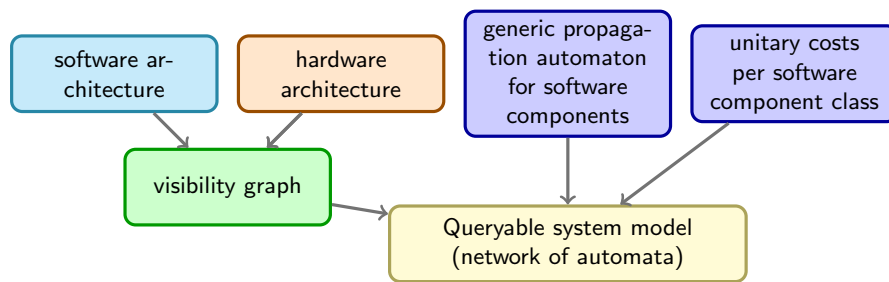 software ar-
chitecture
hardware
architecture
generic propaga-
tion automaton
for software
components
unitary costs
per software
component class
visibility graph
Queryable system model
(network of automata)